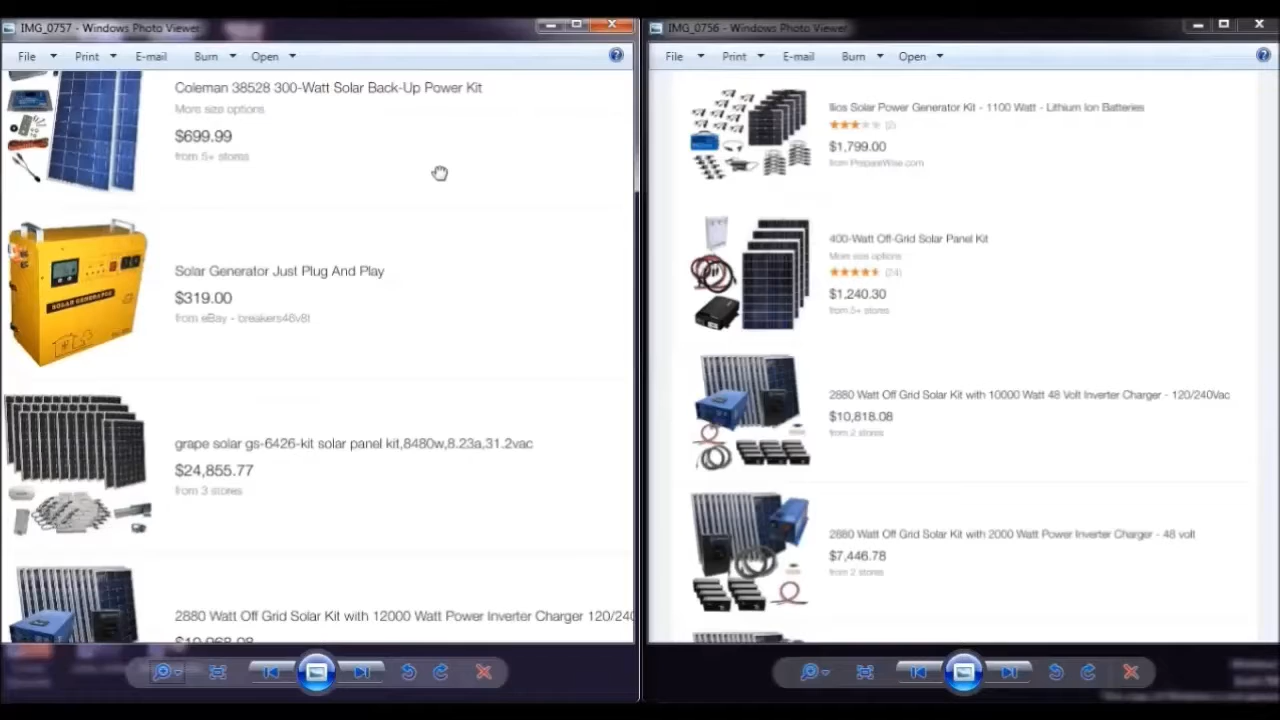 IMG_0757 - Windows Photo Viewer
File Print E-mail Burn Open
Coleman 38528 300-Watt Solar Back-Up Power Kit
More size options
$699.99
from 5+ stores
SOLAR GENERATOR
Solar Generator Just Plug And Play
$319.00
from eBay - breakers48v8t
grape solar gs-6426-kit solar panel kit,8480w,8.23a,31.2vac
$24,855.77
from 3 stores
2880 Watt Off Grid Solar Kit with 12000 Watt Power Inverter Charger 120/240
$10,968.08
IMG_0756 - Windows Photo Viewer
File Print E-mail Burn Open
Ilios Solar Power Generator Kit - 1100 Watt - Lithium Ion Batteries
(2)
$1,799.00
from PrepareWise.com
400-Watt Off-Grid Solar Panel Kit
More size options
(24)
$1,240.30
from 5+ stores
2880 Watt Off Grid Solar Kit with 10000 Watt 48 Volt Inverter Charger - 120/240Vac
$10,818.08
from 2 stores
2880 Watt Off Grid Solar Kit with 2000 Watt Power Inverter Charger - 48 volt
$7,446.78
from 2 stores